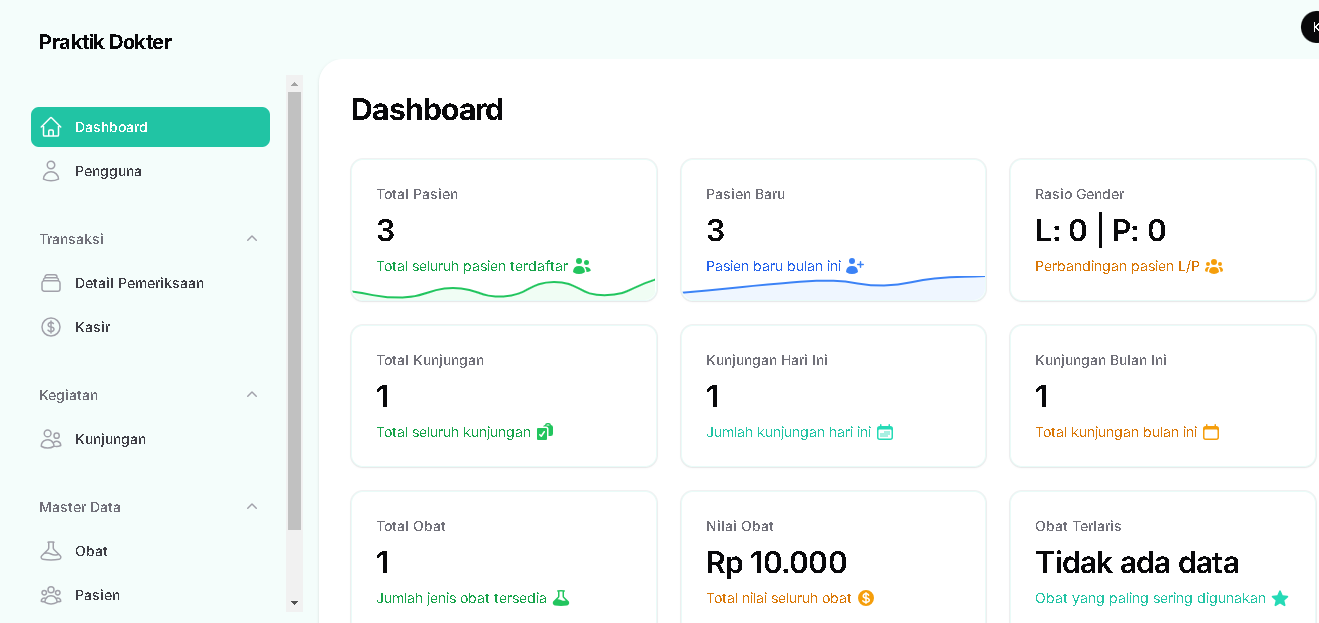 Praktik Dokter
K
Dashboard
Pengguna
Transaksi
Detail Pemeriksaan
Kasir
Kegiatan
Kunjungan
Master Data
Obat
Pasien
Dashboard
Total Pasien
3
Total seluruh pasien terdaftar
Pasien Baru
3
Pasien baru bulan ini
Rasio Gender
L: 0 | P: 0
Perbandingan pasien L/P
Total Kunjungan
1
Total seluruh kunjungan
Kunjungan Hari Ini
1
Jumlah kunjungan hari ini
Kunjungan Bulan Ini
1
Total kunjungan bulan ini
Total Obat
1
Jumlah jenis obat tersedia
Nilai Obat
Rp 10.000
Total nilai seluruh obat
Obat Terlaris
Tidak ada data
Obat yang paling sering digunakan